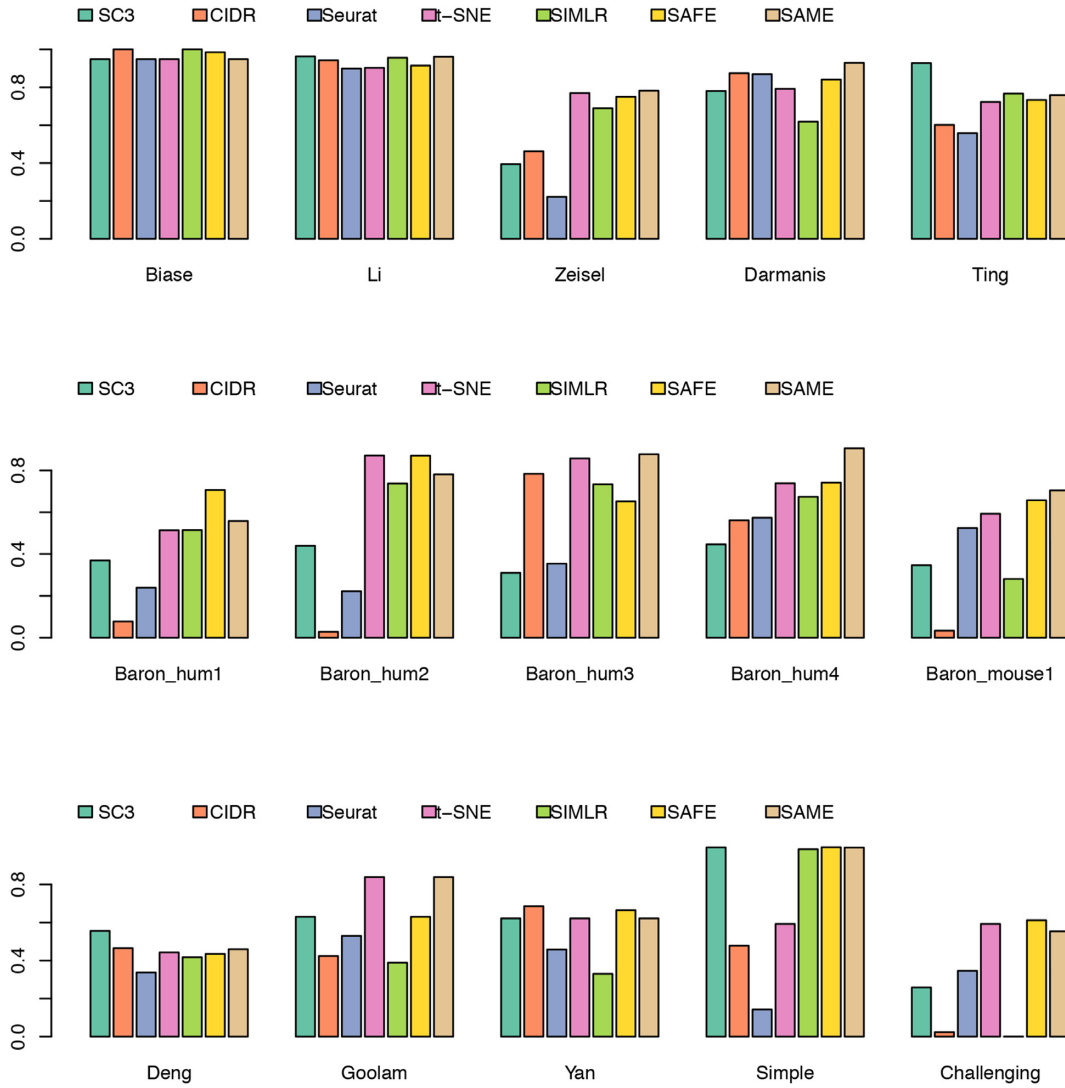 SC3 CIDR Seurat t−SNE SIMLR SAFE SAME
0.8
0.4
0.0
Biase Li Zeisel Darmanis Ting
SC3 CIDR Seurat t−SNE SIMLR SAFE SAME
0.8
0.4
0.0
Baron_hum1 Baron_hum2 Baron_hum3 Baron_hum4 Baron_mouse1
SC3 CIDR Seurat t−SNE SIMLR SAFE SAME
0.8
0.4
0.0
Deng Goolam Yan Simple Challenging